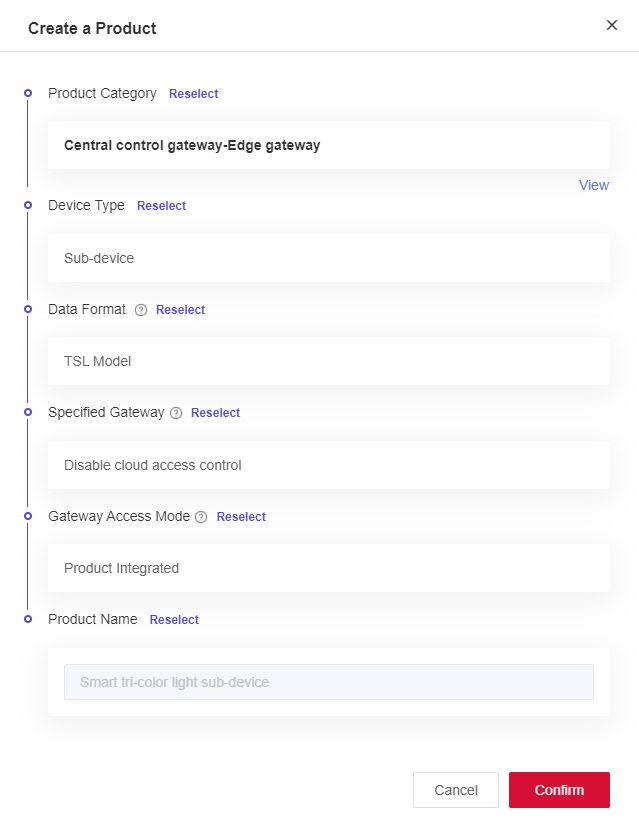 Create a Product
Product Category Reselect
Central control gateway-Edge gateway
View
Device Type Reselect
Sub-device
Data Format ? Reselect
TSL Model
Specified Gateway ? Reselect
Disable cloud access control
Gateway Access Mode ? Reselect
Product Integrated
Product Name Reselect
Smart tri-color light sub-device
Cancel Confirm